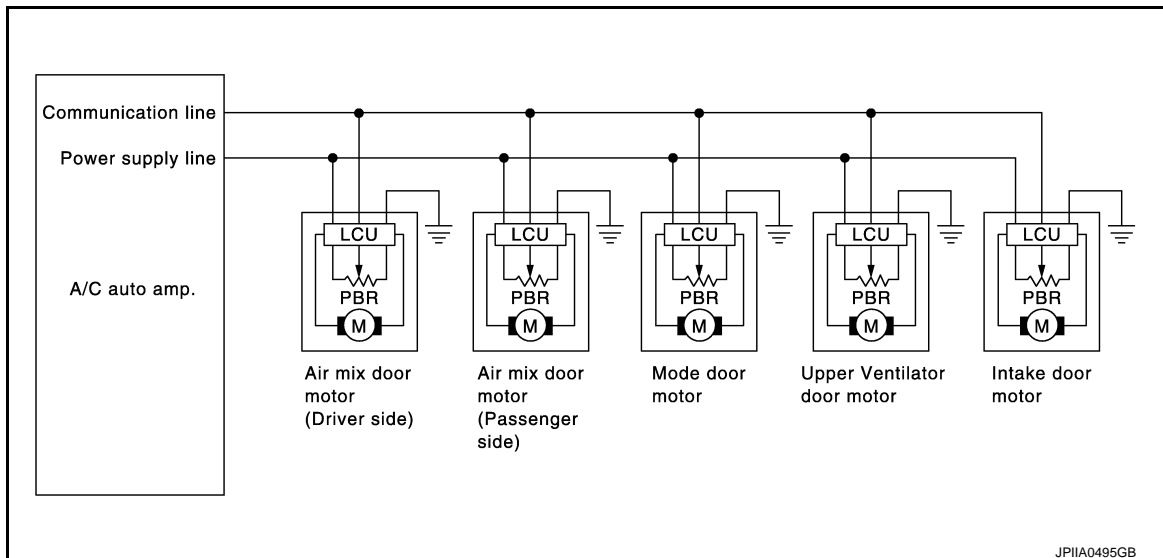 Communication line
Power supply line
A/C auto amp.
LCU
LCU
LCU
LCU
LCU
PBR
PBR
PBR
PBR
PBR
M
M
M
M
M
Air mix door
motor
(Driver side)
Air mix door
motor
(Passenger
side)
Mode door
motor
Upper Ventilator
door motor
Intake door
motor
JPIIA0495GB